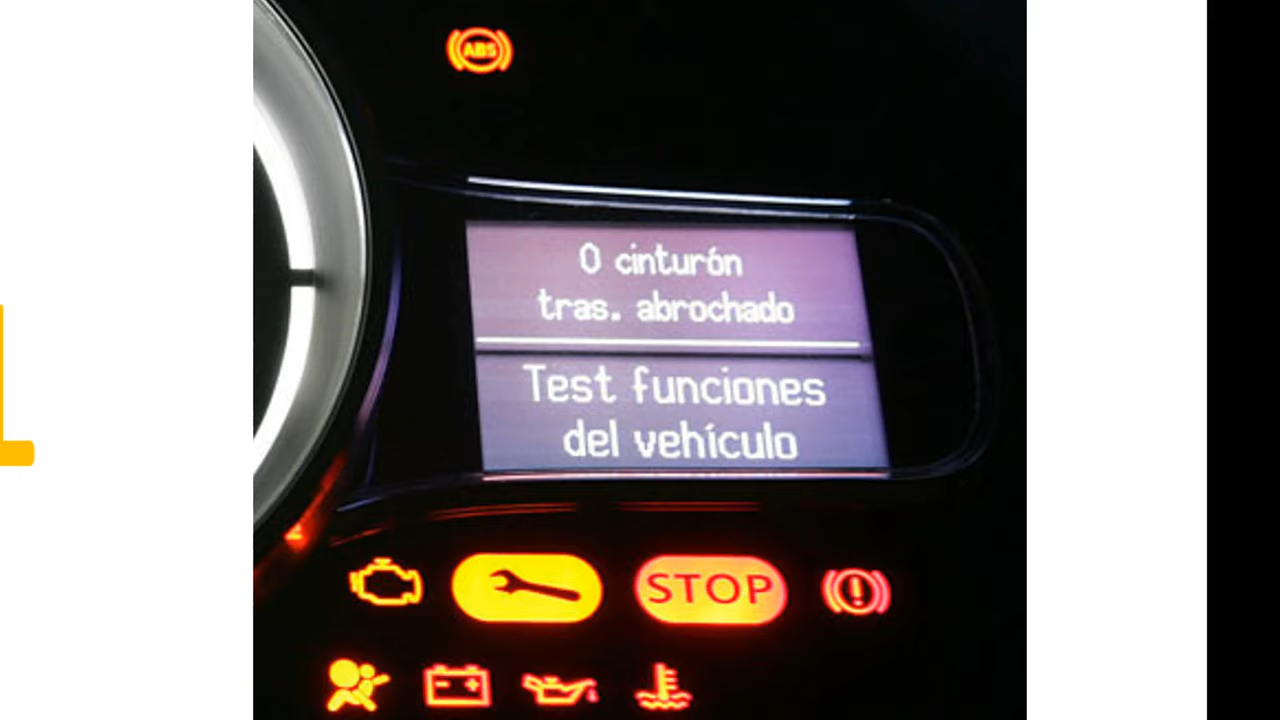 ABS
0 cinturón
tras. abrochado
Test funciones
del vehículo
STOP